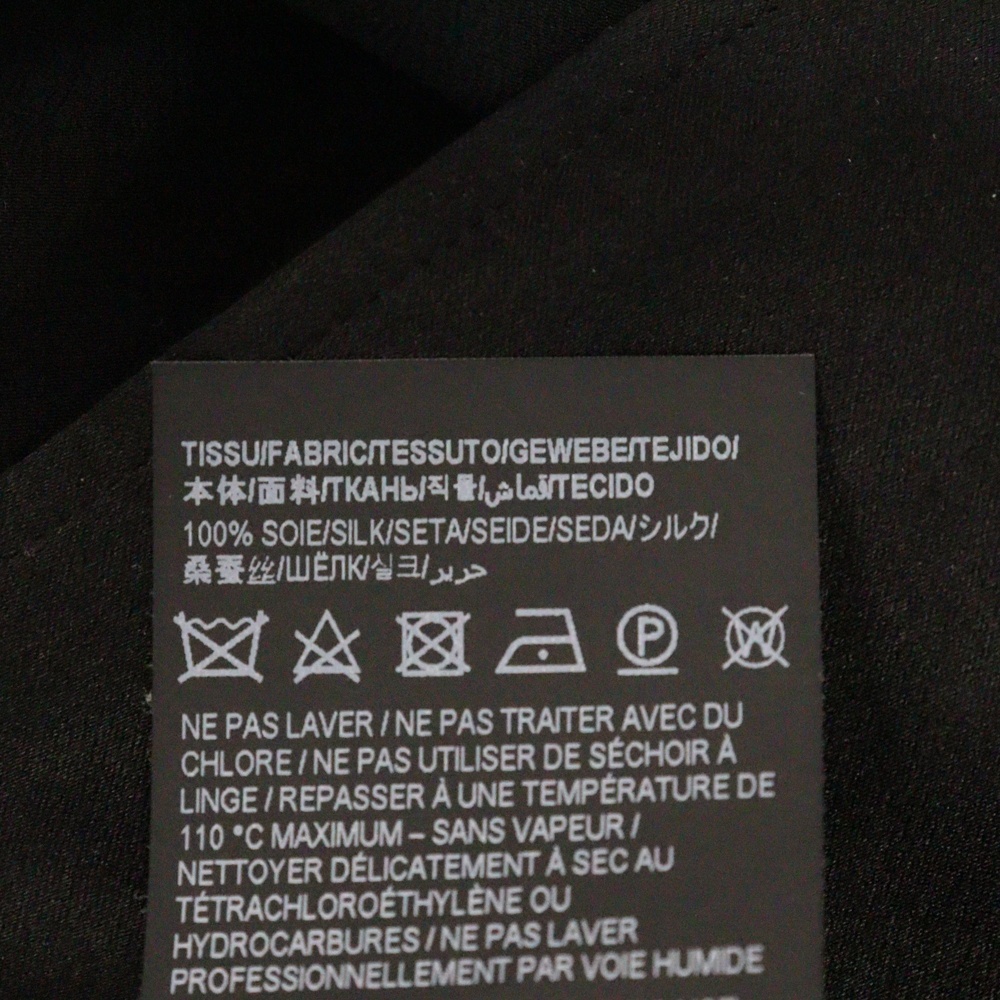 TISSU/FABRIC/TESSUTO/GEWEBE/TEJIDO/
本体/面料/ТКАНЬ/직물/قماش/TECIDO
100% SOIE/SILK/SETA/SEIDE/SEDA/シルク/
桑蚕丝/ШЁЛК/실크/حرير
P
W
NE PAS LAVER / NE PAS TRAITER AVEC DU
CHLORE / NE PAS UTILISER DE SÉCHOIR À
LINGE / REPASSER À UNE TEMPÉRATURE DE
110 °C MAXIMUM – SANS VAPEUR /
NETTOYER DÉLICATEMENT À SEC AU
TÉTRACHLOROÉTHYLÈNE OU
HYDROCARBURES / NE PAS LAVER
PROFESSIONNELLEMENT PAR VOIE HUMIDE